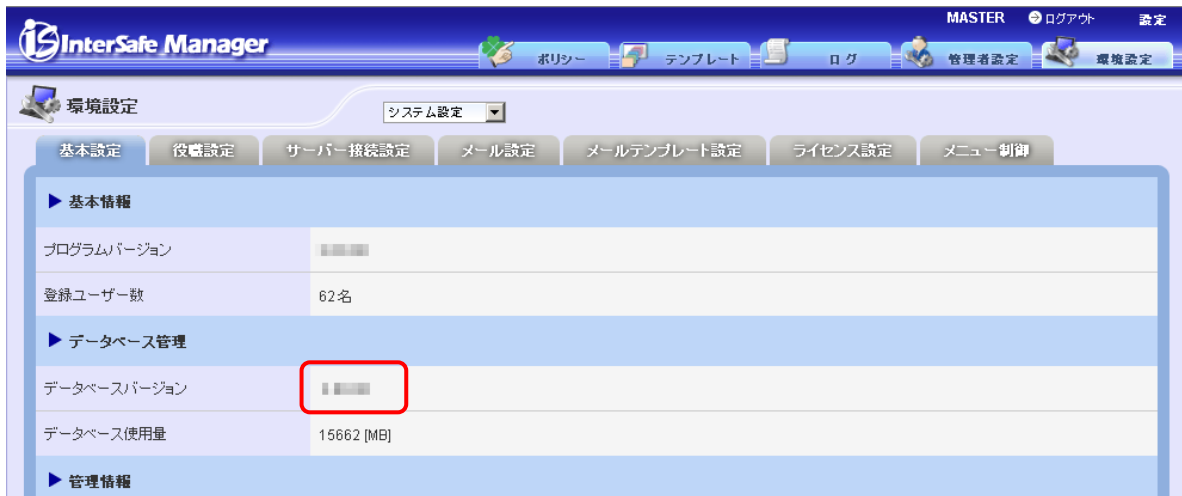 MASTER ログアウト 設定
InterSafe Manager
ポリシー テンプレート ログ 管理者設定 環境設定
環境設定 システム設定
基本設定 役職設定 サーバー接続設定 メール設定 メールテンプレート設定 ライセンス設定 メニュー制御
基本情報
プログラムバージョン
登録ユーザー数 62名
データベース管理
データベースバージョン
データベース使用量 15662 [MB]
管理情報